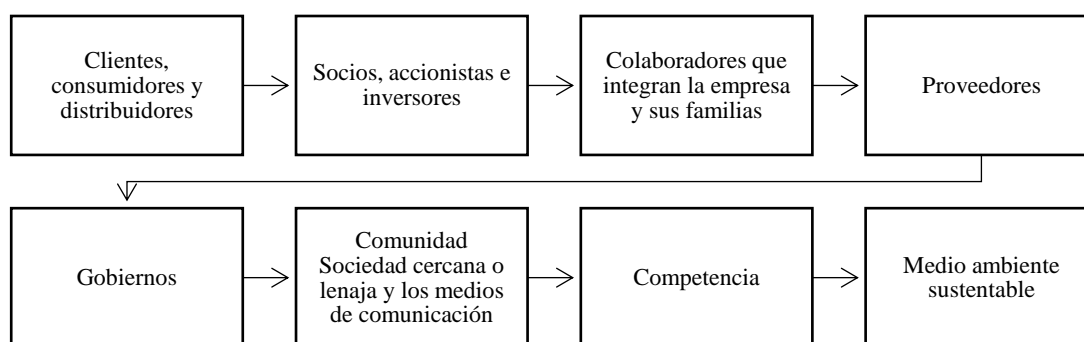 Clientes,
consumidores y
distribuidores
Socios, accionistas e
inversores
Colaboradores que
integran la empresa
y sus familias
Proveedores
Gobiernos
Comunidad
Sociedad cercana o
lenaja y los medios
de comunicación
Competencia
Medio ambiente
sustentable